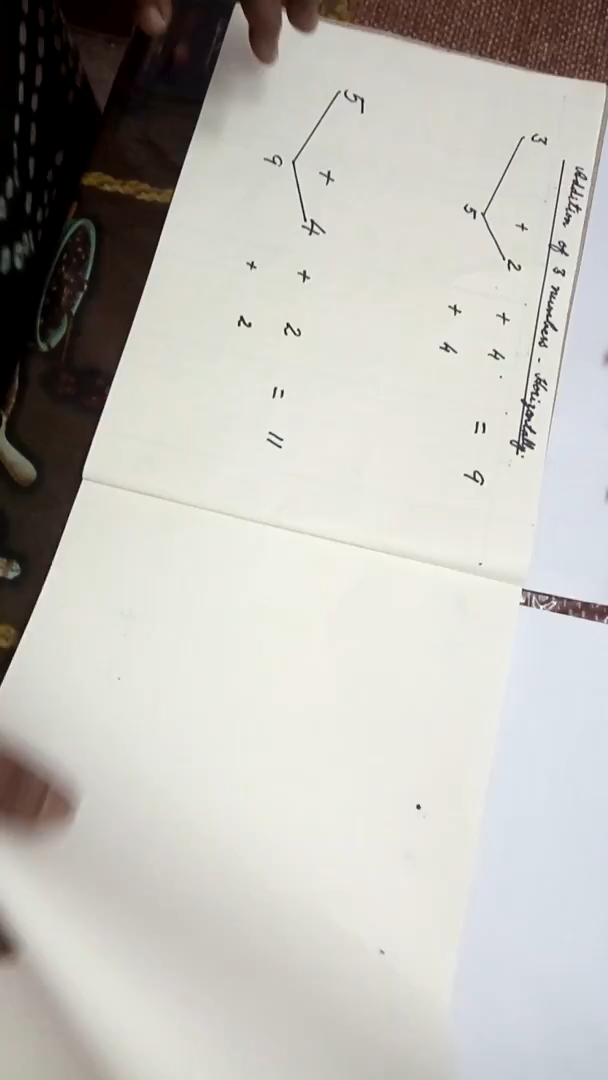 Addition of 3 numbers - Horizontally:
3 + 2 + 4 = 9
5 + 4
5 + 4 + 2 = 11
9 + 2